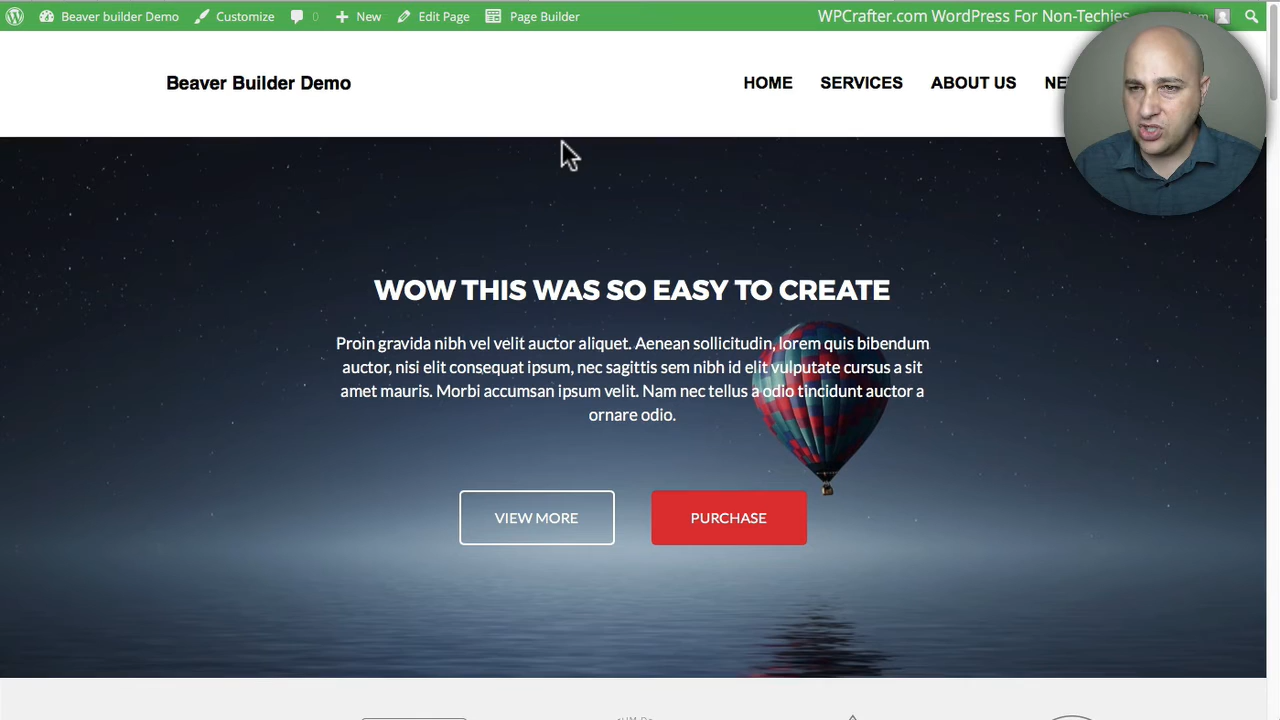 Beaver builder Demo Customize 0 New Edit Page Page Builder WPCrafter.com WordPress For Non-Techies
Beaver Builder Demo HOME SERVICES ABOUT US
WOW THIS WAS SO EASY TO CREATE
Proin gravida nibh vel velit auctor aliquet. Aenean sollicitudin, lorem quis bibendum
auctor, nisi elit consequat ipsum, nec sagittis sem nibh id elit vulputate cursus a sit
amet mauris. Morbi accumsan ipsum velit. Nam nec tellus a odio tincidunt auctor a
ornare odio.
VIEW MORE PURCHASE